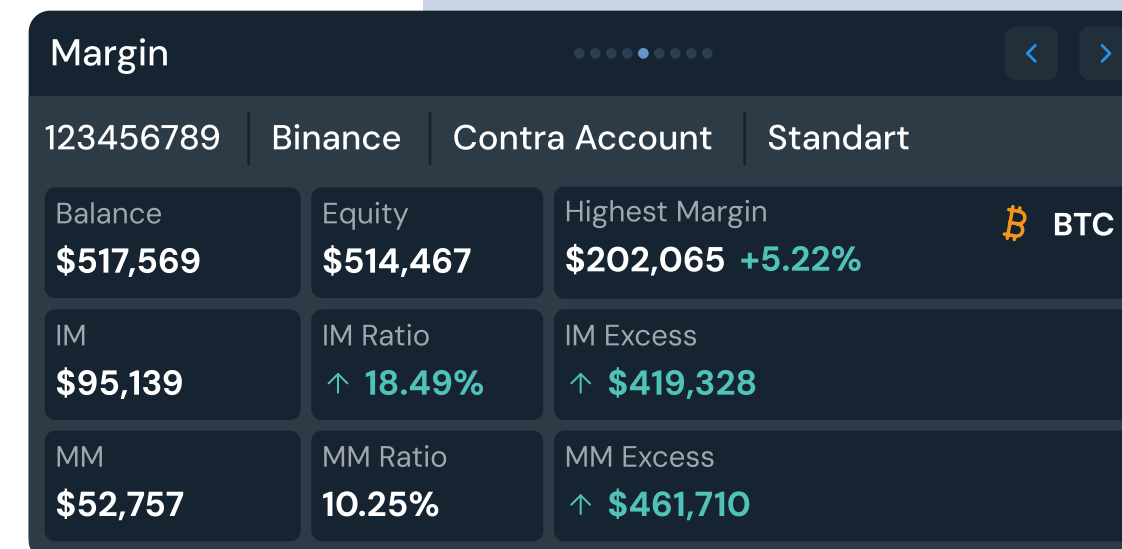 Margin
123456789 Binance Contra Account Standart
Balance Equity Highest Margin
$517,569 $514,467 $202,065 +5.22% BTC
IM IM Ratio IM Excess
$95,139 ↑ 18.49% ↑ $419,328
MM MM Ratio MM Excess
$52,757 10.25% ↑ $461,710